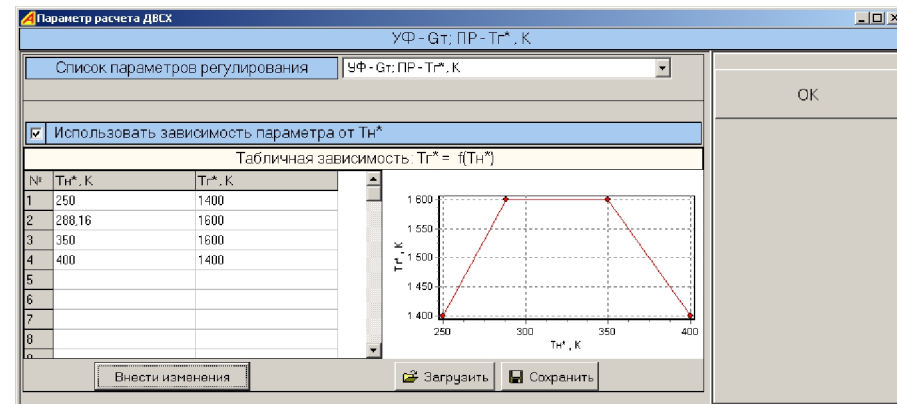 Параметр расчета ДВСХ
УФ - Gт; ПР - Тг* , К
Список параметров регулирования УФ - Gт; ПР - Тг*, К
OK
Использовать зависимость параметра от Тн*
Табличная зависимость: Тг* = f(Тн*)
№ Тн*, К Тг*, К
1 250 1400
2 288,16 1600
3 350 1600
4 400 1400
5
6
7
8
1 600
1 550
1 500
1 450
1 400
Тг* , К
250 300 350 400
Тн* , К
Внести изменения Загрузить Сохранить